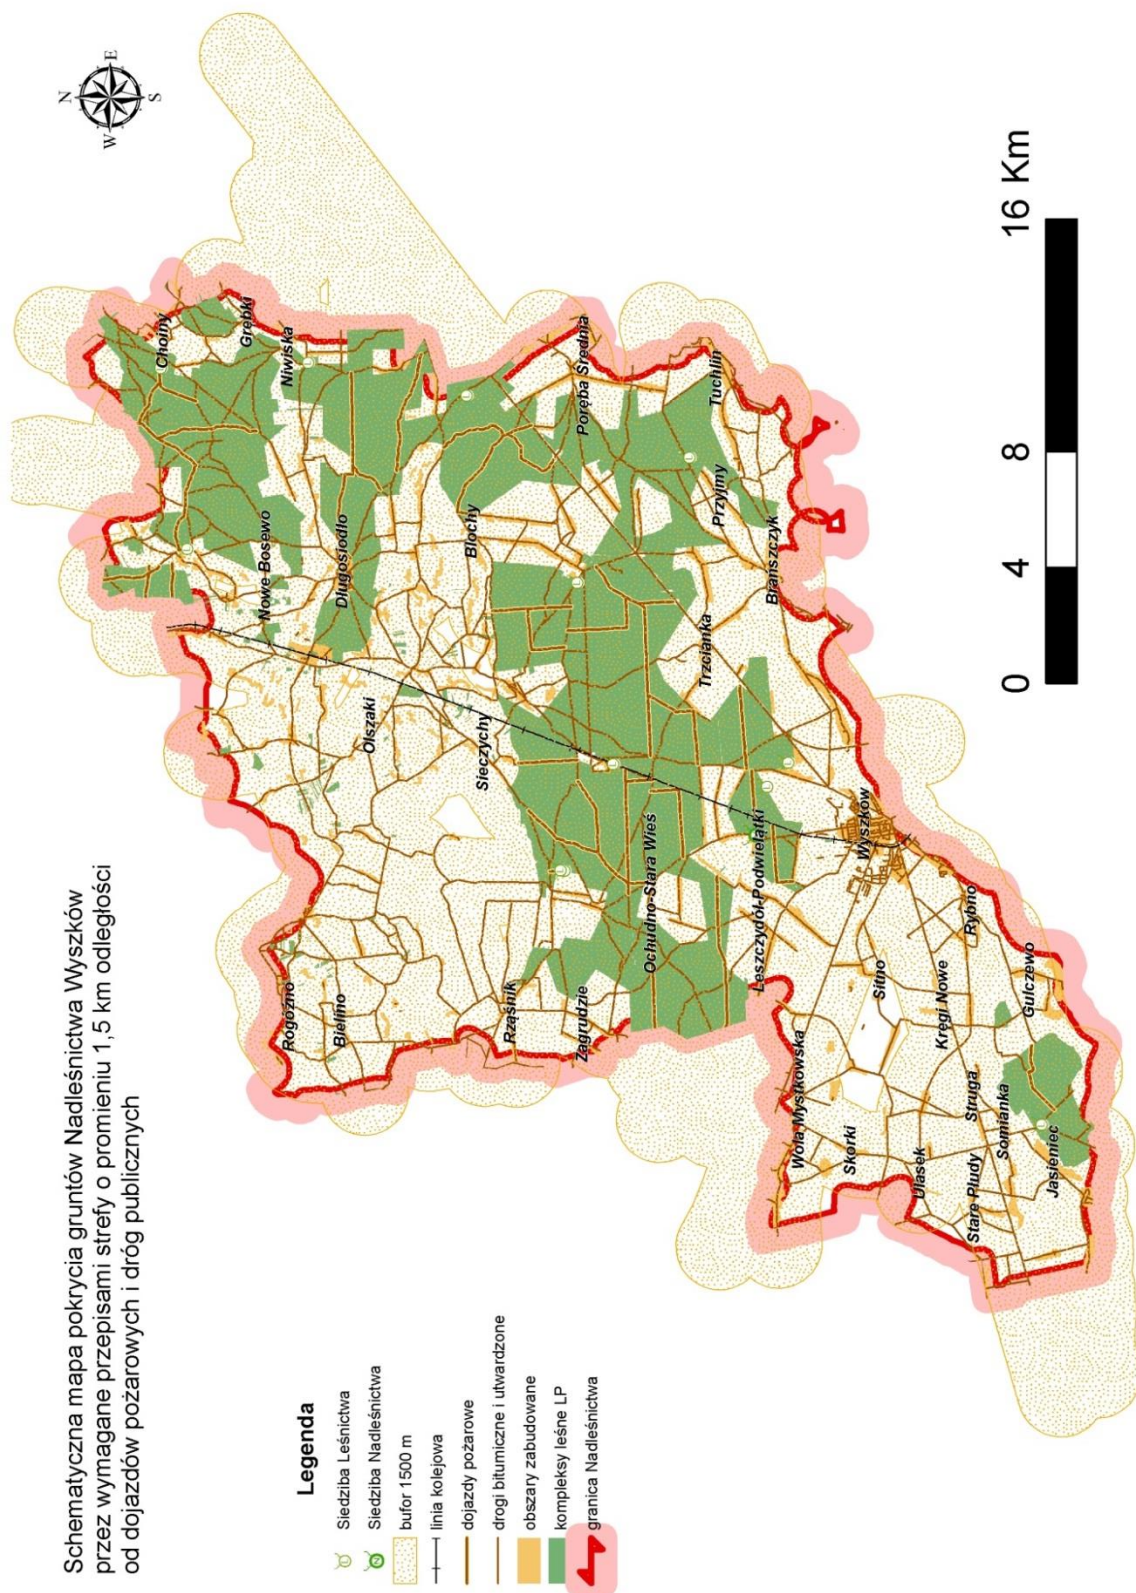 Schematyczna mapa pokrycia gruntów Nadleśnictwa Wyszków
przez wymagane przepisami strefy o promieniu 1,5 km odległości
od dojazdów pożarowych i dróg publicznych
N
E
S
W
Choiny
Grebki
Niwiska
Nowe Bosewo
Długosiodło
Poręba Średnia
Blochy
Tuchlin
Przyjmy
Olszaki
Brańszczyk
Sieczychy
Trzcianka
Rogoźno
Bielino
Ochudno-Stara Wieś
Leszczydół-Podwielątki
Wyszków
Rząśnik
Zagrudzie
Rybno
Sitno
Gulczewo
Kręgi Nowe
Wola Mystkowska
Struga
Skorki
Somianka
Ulasek
Jasieniec
Stare Płudy
Legenda
Siedziba Leśnictwa
Siedziba Nadleśnictwa
bufor 1500 m
linia kolejowa
dojazdy pożarowe
drogi bitumiczne i utwardzone
obszary zabudowane
kompleksy leśne LP
granica Nadleśnictwa
0 4 8 16 Km